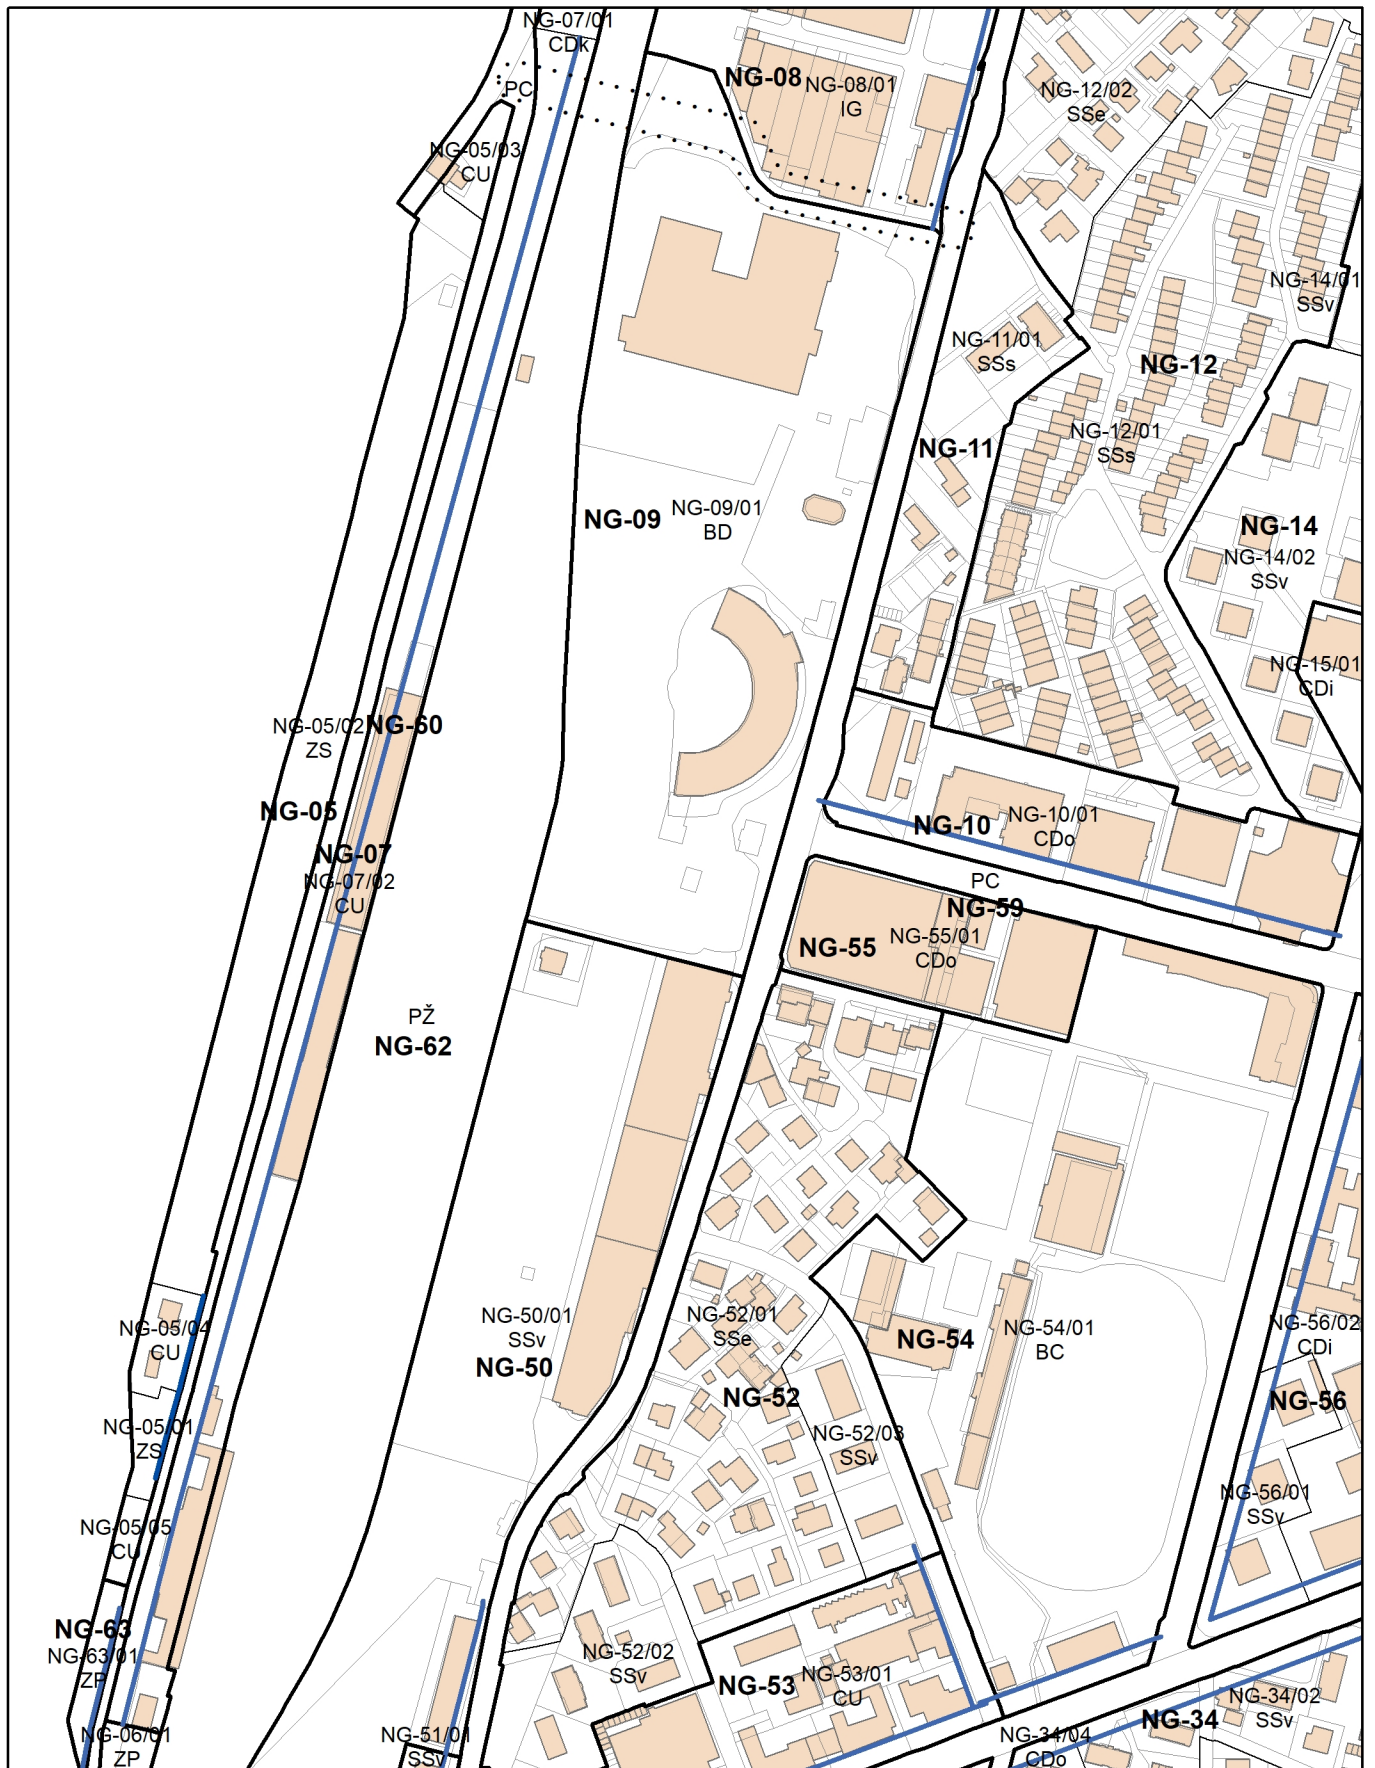 NG-07/01
CDk
PC
NG-08
NG-08/01
IG
NG-12/02
SSe
NG-05/03
CU
NG-14/01
SSv
NG-11/01
SSs
NG-12
NG-12/01
SSs
NG-11
NG-09
NG-09/01
BD
NG-14
NG-14/02
SSv
NG-15/01
CDi
NG-05/02
ZS
NG-60
NG-05
NG-07
NG-07/02
CU
NG-10
NG-10/01
CDo
PC
NG-59
NG-55
NG-55/01
CDo
PŽ
NG-62
NG-05/04
CU
NG-50/01
SSv
NG-50
NG-52/01
SSe
NG-52
NG-54
NG-54/01
BC
NG-56/02
CDi
NG-56
NG-05/01
ZS
NG-52/03
SSv
NG-56/01
SSv
NG-05/05
CU
NG-63
NG-63/01
ZP
NG-52/02
SSv
NG-53
NG-53/01
CU
NG-34/02
SSv
NG-34
NG-06/01
ZP
NG-51/01
SSv
NG-34/04
CDo